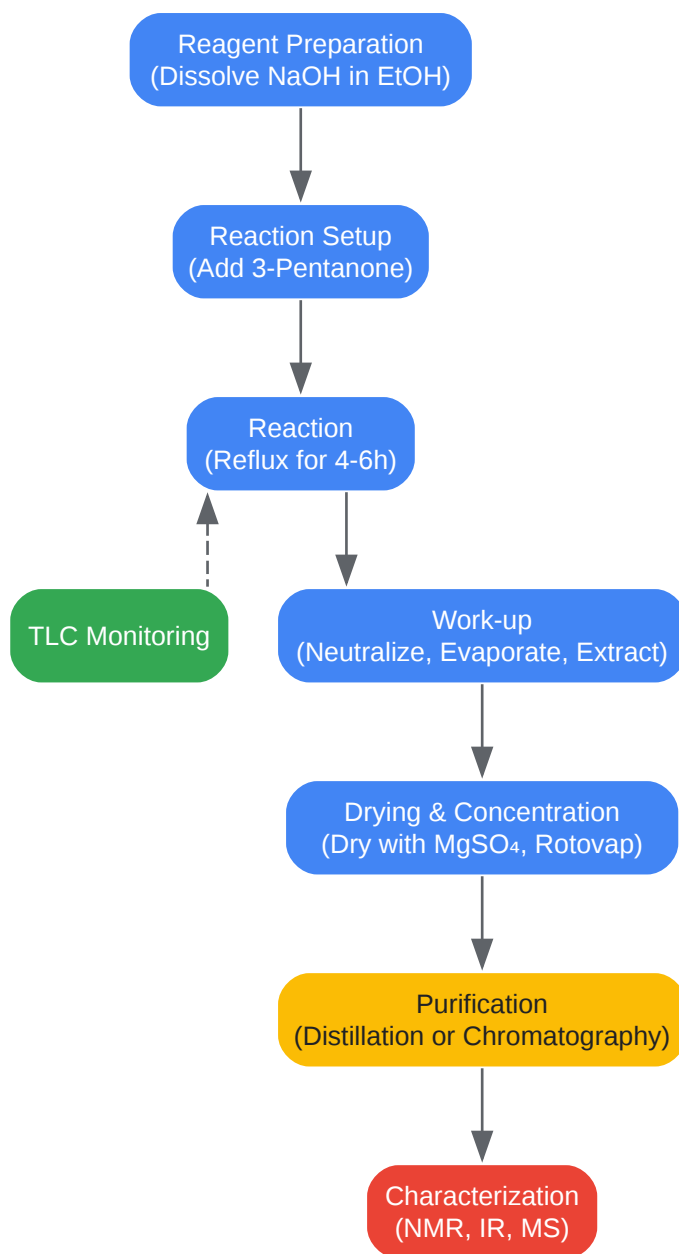 Reagent Preparation
(Dissolve NaOH in EtOH)
Reaction Setup
(Add 3-Pentanone)
Reaction
(Reflux for 4-6h)
TLC Monitoring
Work-up
(Neutralize, Evaporate, Extract)
Drying & Concentration
(Dry with MgSO₄, Rotovap)
Purification
(Distillation or Chromatography)
Characterization
(NMR, IR, MS)